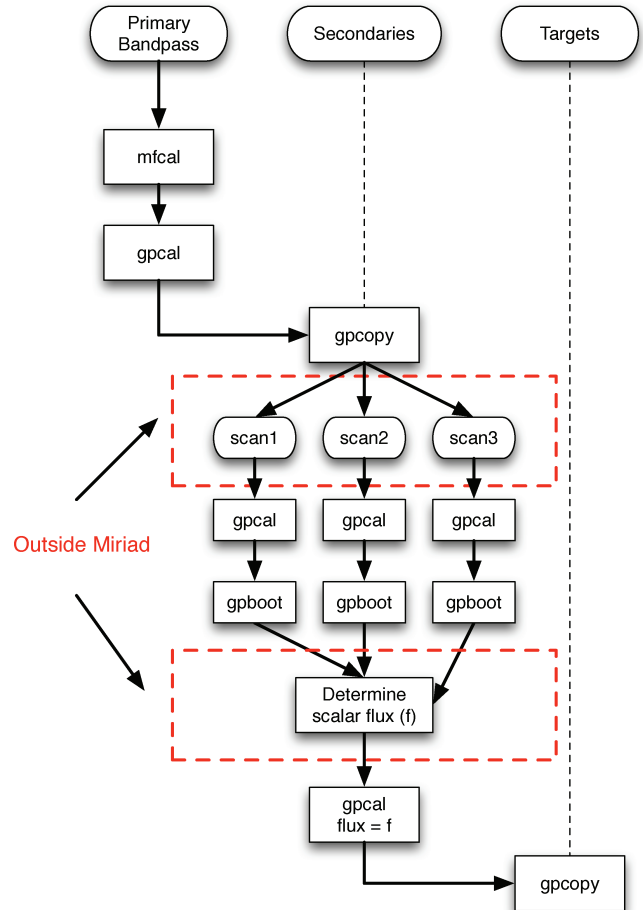 Primary
Bandpass
Secondaries
Targets
mfcal
gpcal
gpcopy
scan1
scan2
scan3
gpcal
gpcal
gpcal
Outside Miriad
gpboot
gpboot
gpboot
Determine
scalar flux (f)
gpcal
flux = f
gpcopy